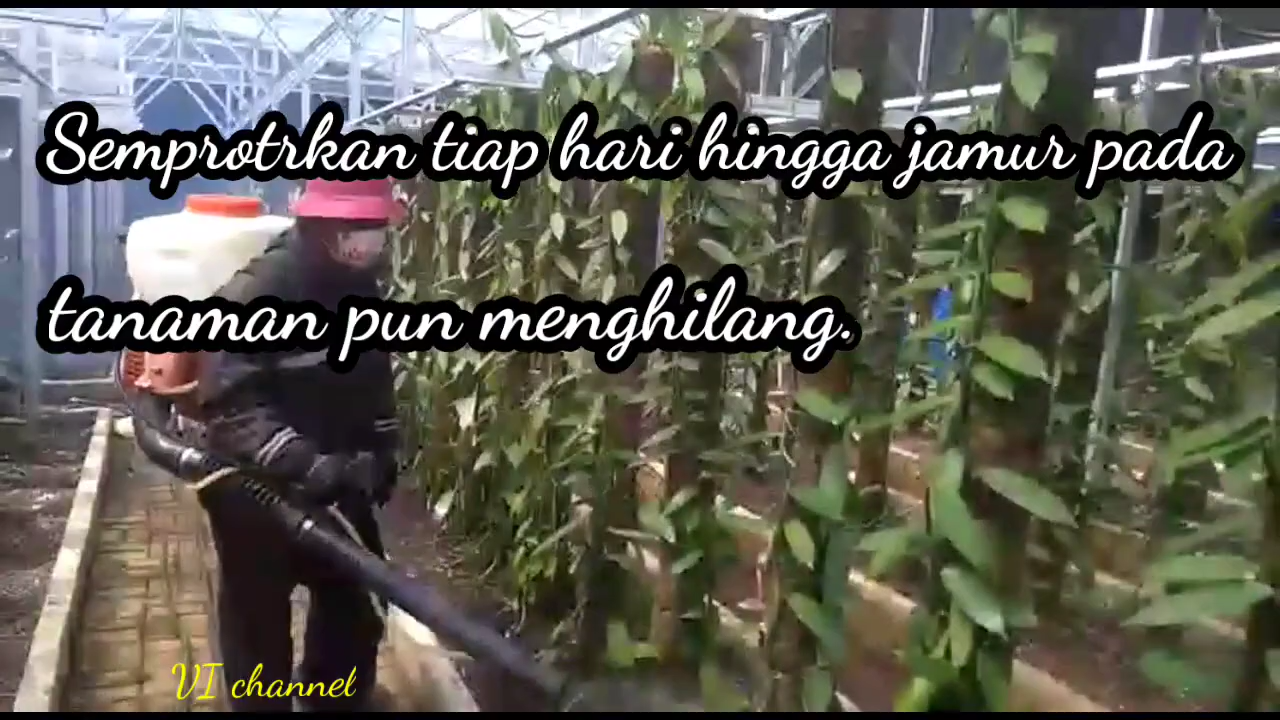 Semprotrkan tiap hari hingga jamur pada
tanaman pun menghilang.
VI channel